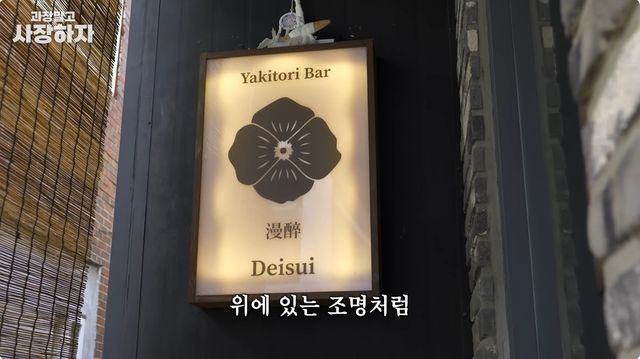 과장말고
사장하자
Yakitori Bar
漫醉
Deisui
위에 있는 조명처럼